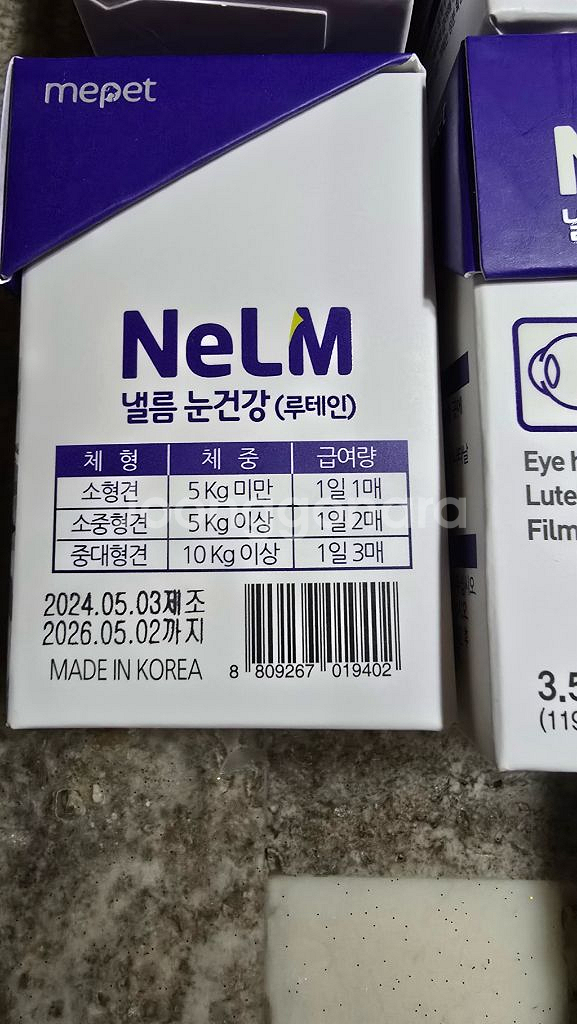 mepet
NeLM
냴름 눈건강 (루테인)
체 형 체 중 급여량
소형견 5 Kg 미만 1일 1매
소중형견 5 Kg 이상 1일 2매
중대형견 10 Kg 이상 1일 3매
2024.05.03제조
2026.05.02까지
MADE IN KOREA
8 809267 019402
Eye h
Lute
Film
3.5
(119